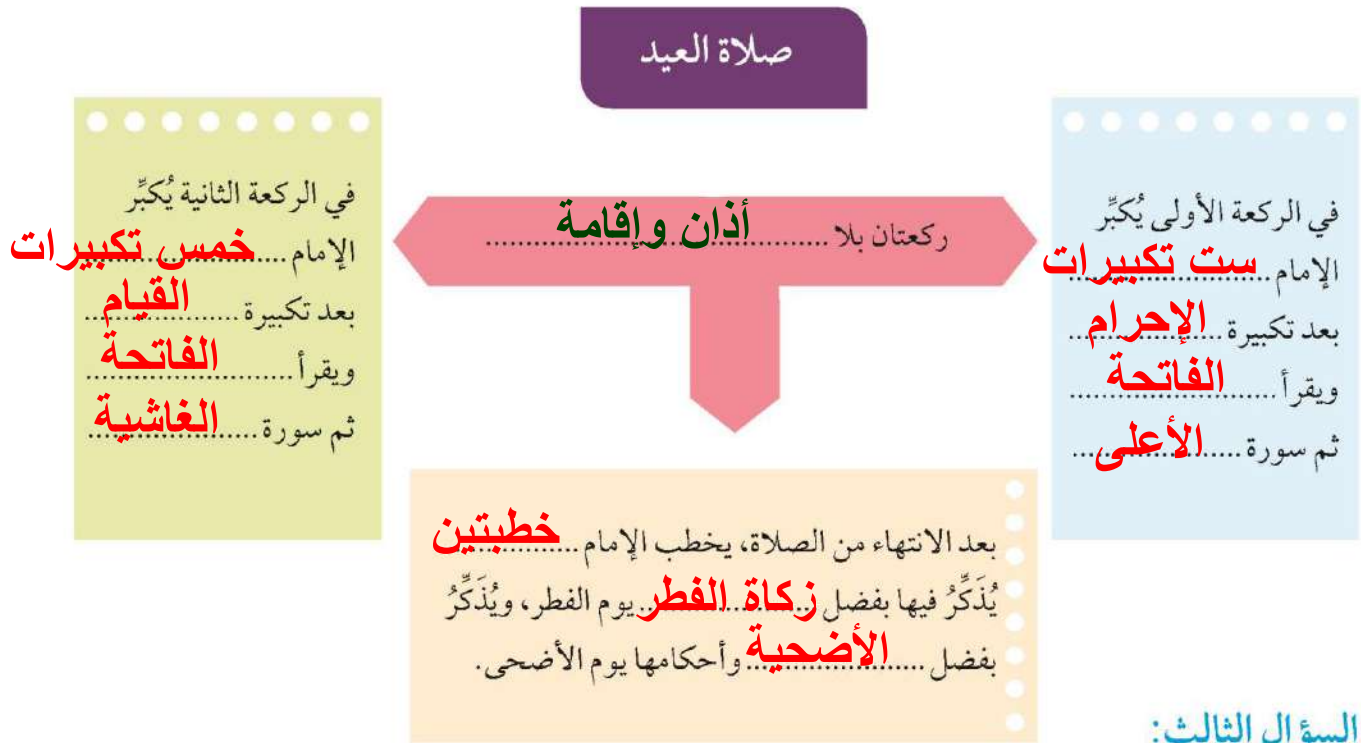 صلاة العيد
في الركعة الأولى يُكبِّر
الإمام ست تكبيرات
بعد تكبيرة الإحرام
ويقرأ الفاتحة
ثم سورة الأعلى
ركعتان بلا أذان وإقامة
في الركعة الثانية يُكبِّر
الإمام خمس تكبيرات
بعد تكبيرة القيام
ويقرأ الفاتحة
ثم سورة الغاشية
بعد الانتهاء من الصلاة، يخطب الإمام خطبتين
يُذَكِّرُ فيها بفضل زكاة الفطر يوم الفطر، ويُذَكِّرُ
بفضل الأضحية وأحكامها يوم الأضحى.
السؤال الثالث: